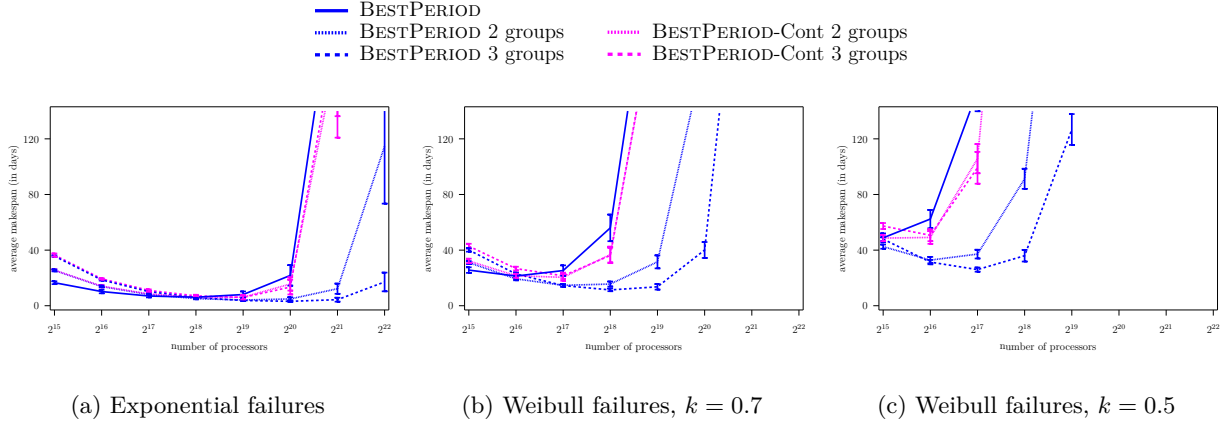 BESTPERIOD
BESTPERIOD 2 groups
BESTPERIOD 3 groups
BESTPERIOD-Cont 2 groups
BESTPERIOD-Cont 3 groups
average makespan (in days)
120
80
40
0
2^15 2^16 2^17 2^18 2^19 2^20 2^21 2^22
number of processors
(a) Exponential failures
average makespan (in days)
120
80
40
0
2^15 2^16 2^17 2^18 2^19 2^20 2^21 2^22
number of processors
(b) Weibull failures, k = 0.7
average makespan (in days)
120
80
40
0
2^15 2^16 2^17 2^18 2^19 2^20 2^21 2^22
number of processors
(c) Weibull failures, k = 0.5